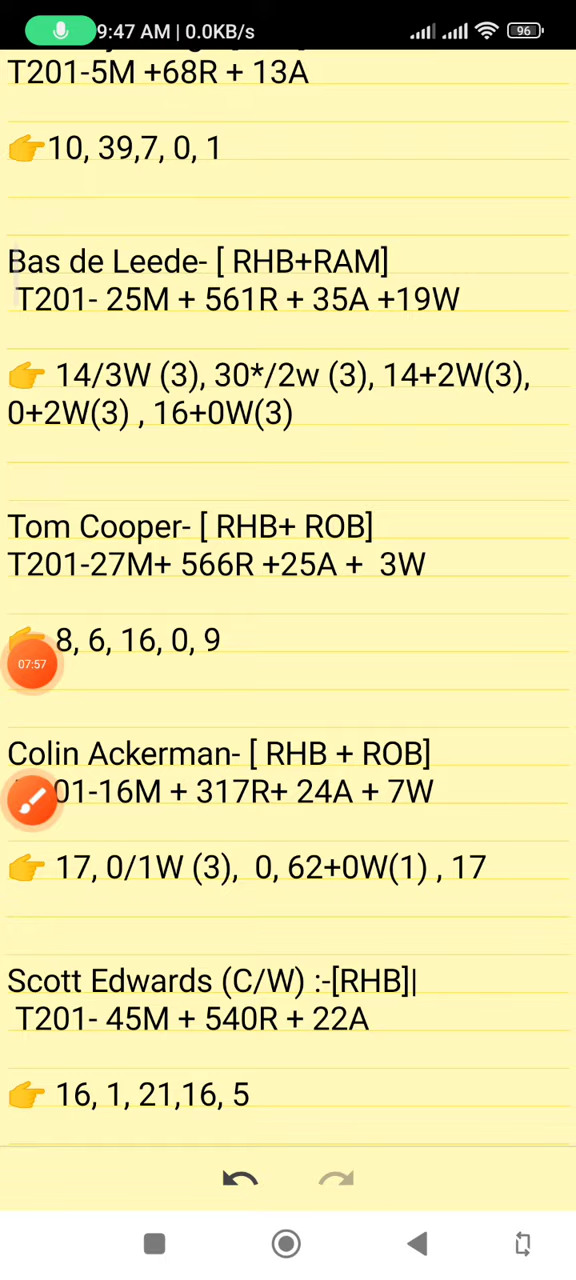 9:47 AM | 0.0KB/s
96
T201-5M +68R + 13A
👉10, 39,7, 0, 1
Bas de Leede- [ RHB+RAM]
T201- 25M + 561R + 35A +19W
👉 14/3W (3), 30*/2w (3), 14+2W(3),
0+2W(3) , 16+0W(3)
Tom Cooper- [ RHB+ ROB]
T201-27M+ 566R +25A + 3W
👉 8, 6, 16, 0, 9
07:57
Colin Ackerman- [ RHB + ROB]
01-16M + 317R+ 24A + 7W
👉 17, 0/1W (3), 0, 62+0W(1) , 17
Scott Edwards (C/W) :-[RHB]
T201- 45M + 540R + 22A
👉 16, 1, 21,16, 5